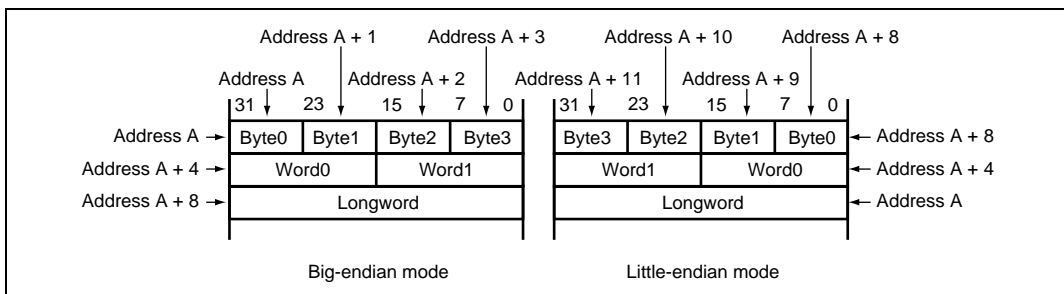 Address A + 1 Address A + 3 Address A + 10 Address A + 8
Address A Address A + 2 Address A + 11 Address A + 9
31 23 15 7 0 31 23 15 7 0
Address A Byte0 Byte1 Byte2 Byte3 Byte3 Byte2 Byte1 Byte0 Address A + 8
Address A + 4 Word0 Word1 Word1 Word0 Address A + 4
Address A + 8 Longword Longword Address A
Big-endian mode Little-endian mode